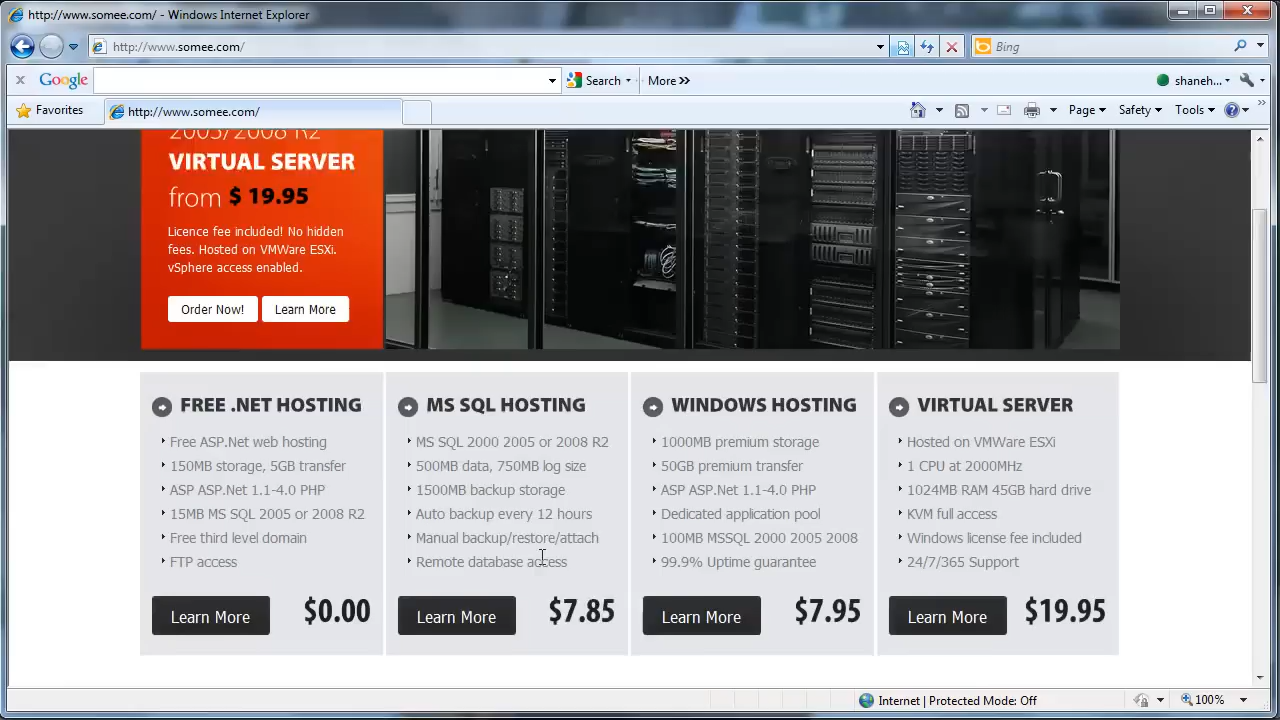 http://www.somee.com/ - Windows Internet Explorer
http://www.somee.com/
Bing
Google
Search
More »
shaneh...
Favorites
http://www.somee.com/
Page
Safety
Tools
2005/2008 R2
VIRTUAL SERVER
from $ 19.95
Licence fee included! No hidden
fees. Hosted on VMWare ESXi.
vSphere access enabled.
Order Now! Learn More
FREE .NET HOSTING
Free ASP.Net web hosting
150MB storage, 5GB transfer
ASP ASP.Net 1.1-4.0 PHP
15MB MS SQL 2005 or 2008 R2
Free third level domain
FTP access
Learn More $0.00
MS SQL HOSTING
MS SQL 2000 2005 or 2008 R2
500MB data, 750MB log size
1500MB backup storage
Auto backup every 12 hours
Manual backup/restore/attach
Remote database access
Learn More $7.85
WINDOWS HOSTING
1000MB premium storage
50GB premium transfer
ASP ASP.Net 1.1-4.0 PHP
Dedicated application pool
100MB MSSQL 2000 2005 2008
99.9% Uptime guarantee
Learn More $7.95
VIRTUAL SERVER
Hosted on VMWare ESXi
1 CPU at 2000MHz
1024MB RAM 45GB hard drive
KVM full access
Windows license fee included
24/7/365 Support
Learn More $19.95
Internet | Protected Mode: Off
100%